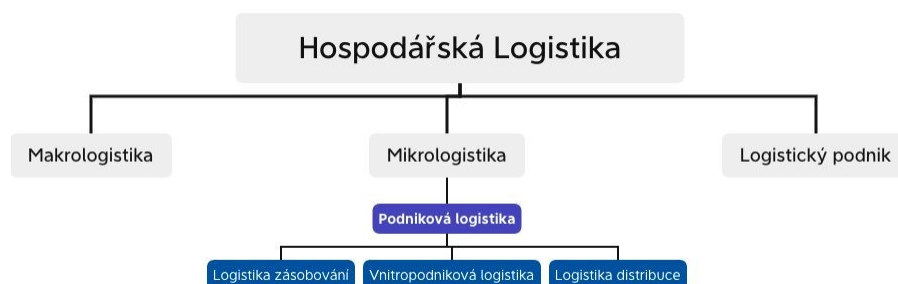 Hospodářská Logistika
Makrologistika
Mikrologistika
Logistický podnik
Podniková logistika
Logistika zásobování
Vnitropodniková logistika
Logistika distribuce